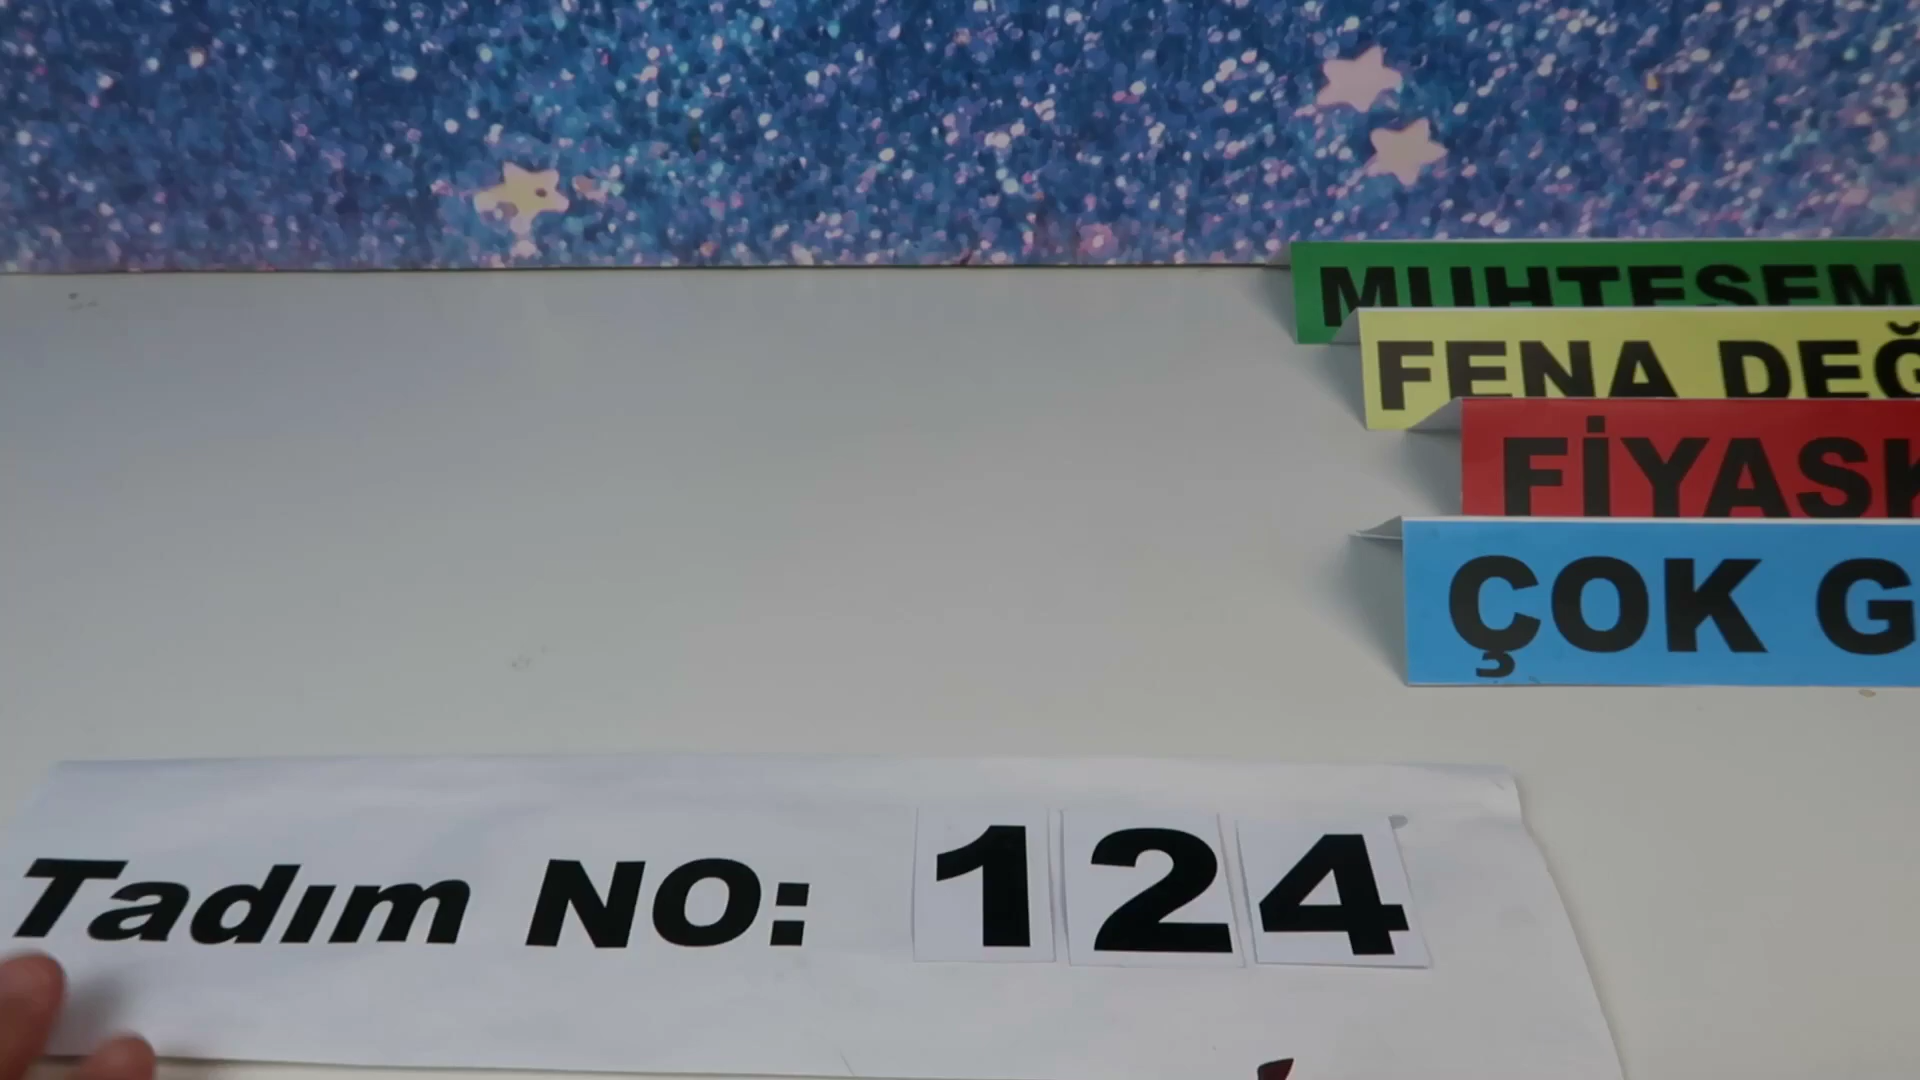 MUHTEŞEM
FENA DEĞ
FİYASK
ÇOK G
Tadım NO: 124